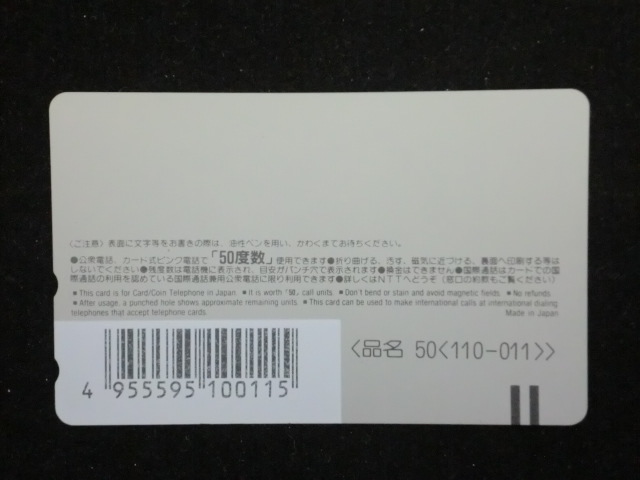 〈ご注意〉表面に文字等をお書きの際は、油性ペンを用い、かわくまでお待ちください。
●公衆電話、カード式ピンク電話で「50度数」使用できます●折り曲げる、汚す、磁気に近づける、裏面へ印刷する等は
しないでください●残度数は電話機に表示され、目安がパンチ穴で表示されます●換金はできません●国際通話はカードでの国
際通話の利用を認めている国際通話兼用公衆電話に限り利用できます●詳しくはNTTへどうぞ(窓口の約款もご覧ください)
■This card is for Card/Coin Telephone in Japan. ■It is worth「50」call units. ■Don't bend or stain and avoid magnetic fields. ■No refunds
■After usage, a punched hole shows approximate remaining units. ■This card can be used to make international calls at international dialing
telephones that accept telephone cards. Made in Japan
〈品名 50〈110-011〉〉
4 955595 100115